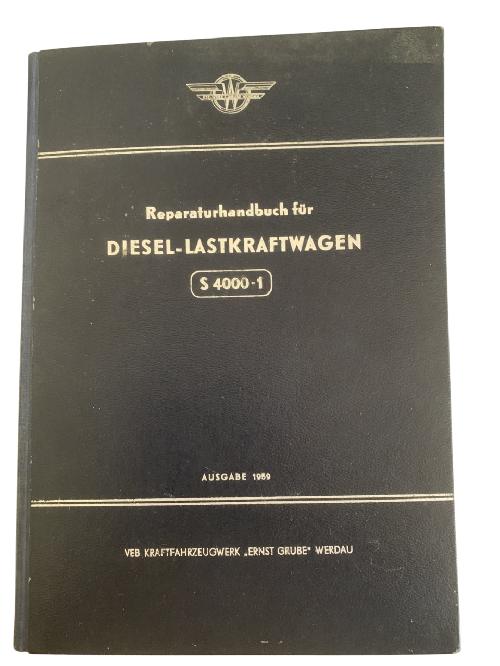 Reparaturhandbuch für
DIESEL-LASTKRAFTWAGEN
S 4000-1
AUSGABE 1959
VEB KRAFTFAHRZEUGWERK „ERNST GRUBE" WERDAU